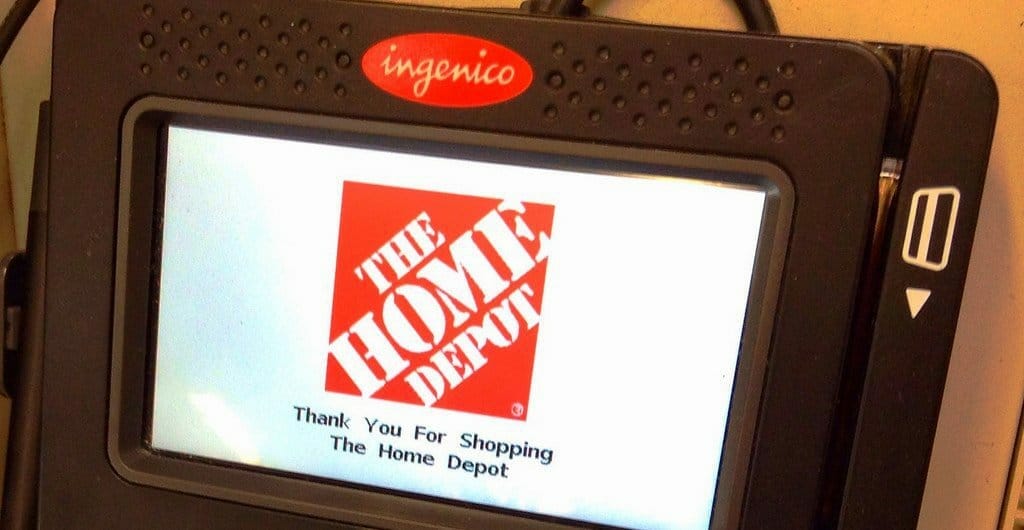 ingenico
THE
HOME
DEPOT
®
Thank You For Shopping
The Home Depot